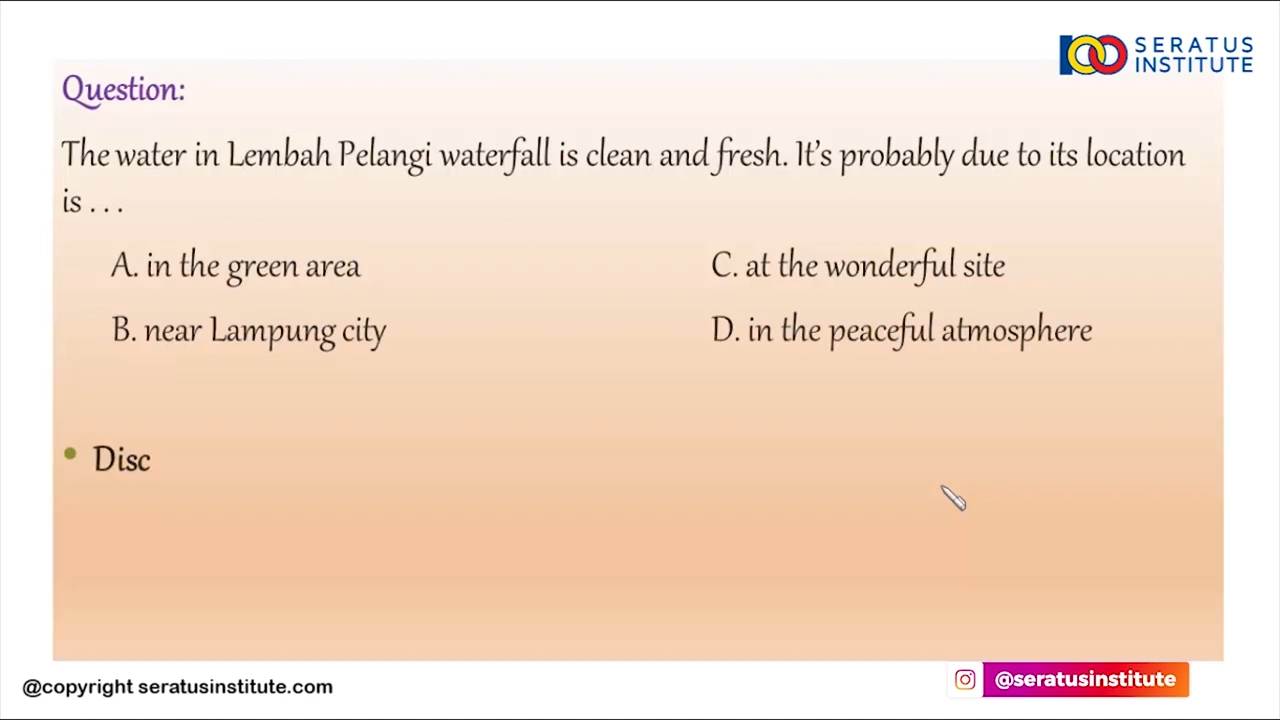 100 SERATUS
INSTITUTE
Question:
The water in Lembah Pelangi waterfall is clean and fresh. It's probably due to its location
is . . .
A. in the green area
C. at the wonderful site
B. near Lampung city
D. in the peaceful atmosphere
• Disc
@copyright seratusinstitute.com
@seratusinstitute